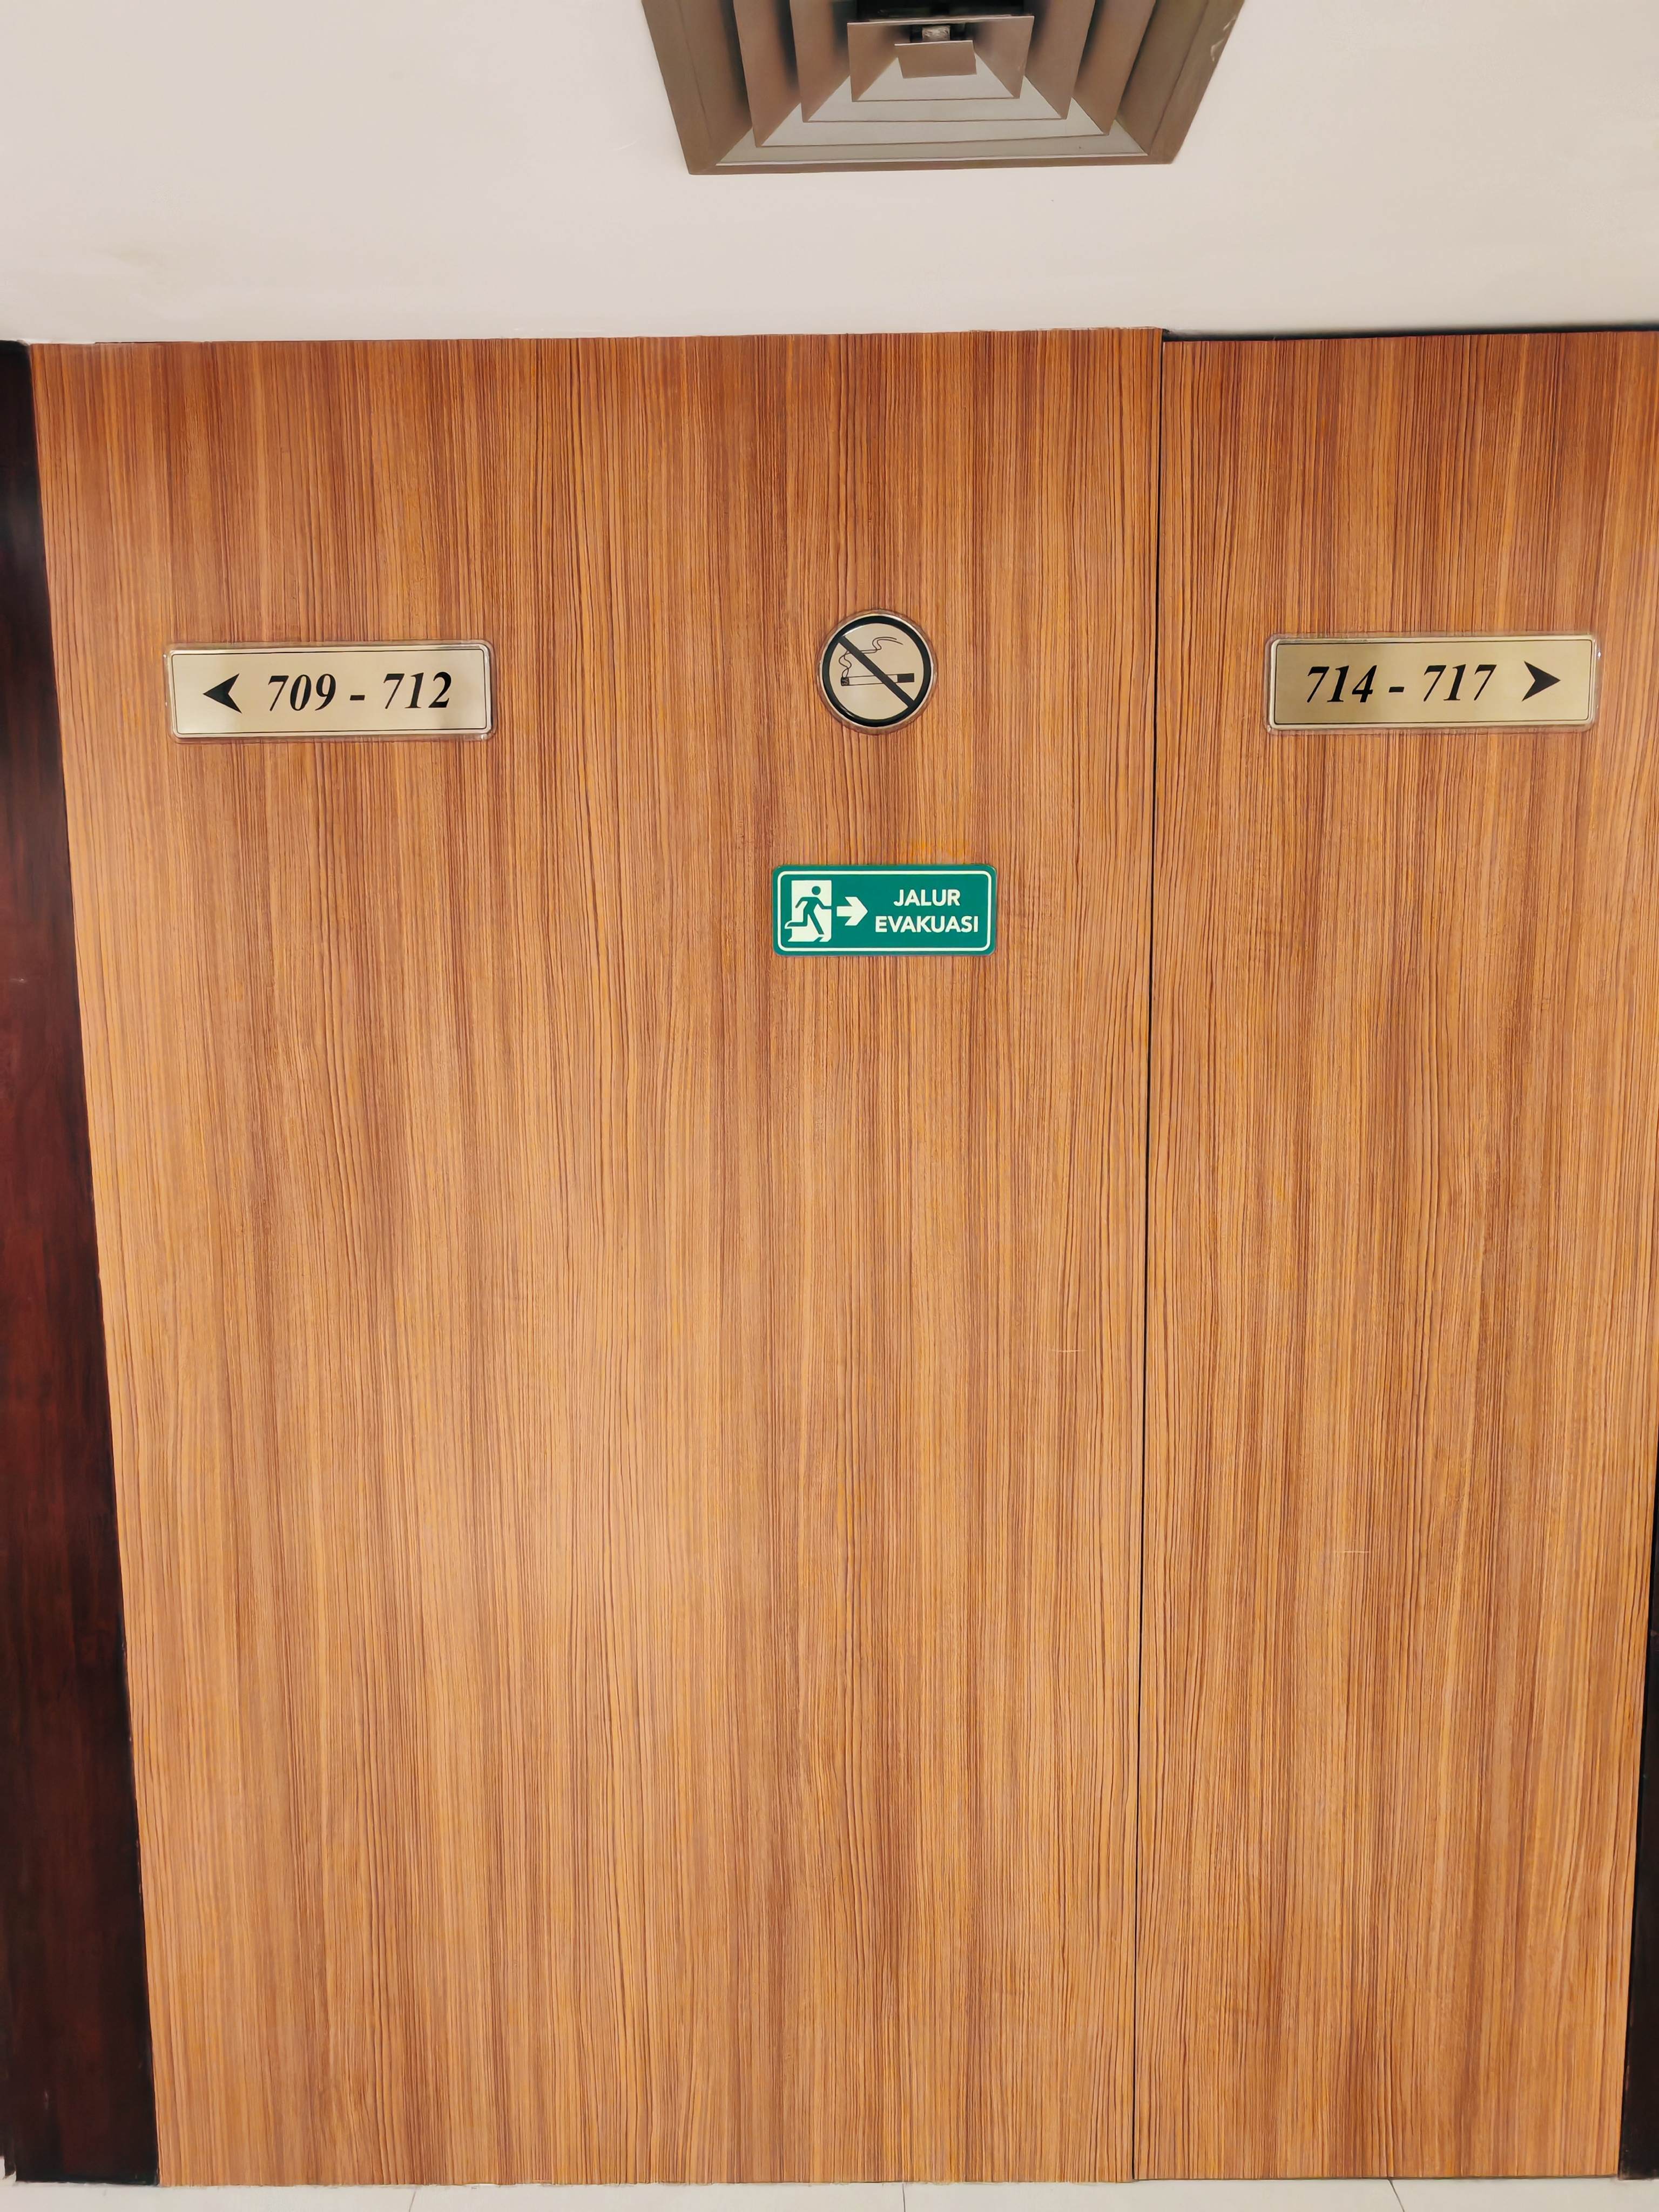 709 - 712
714 - 717
JALUR
EVAKUASI